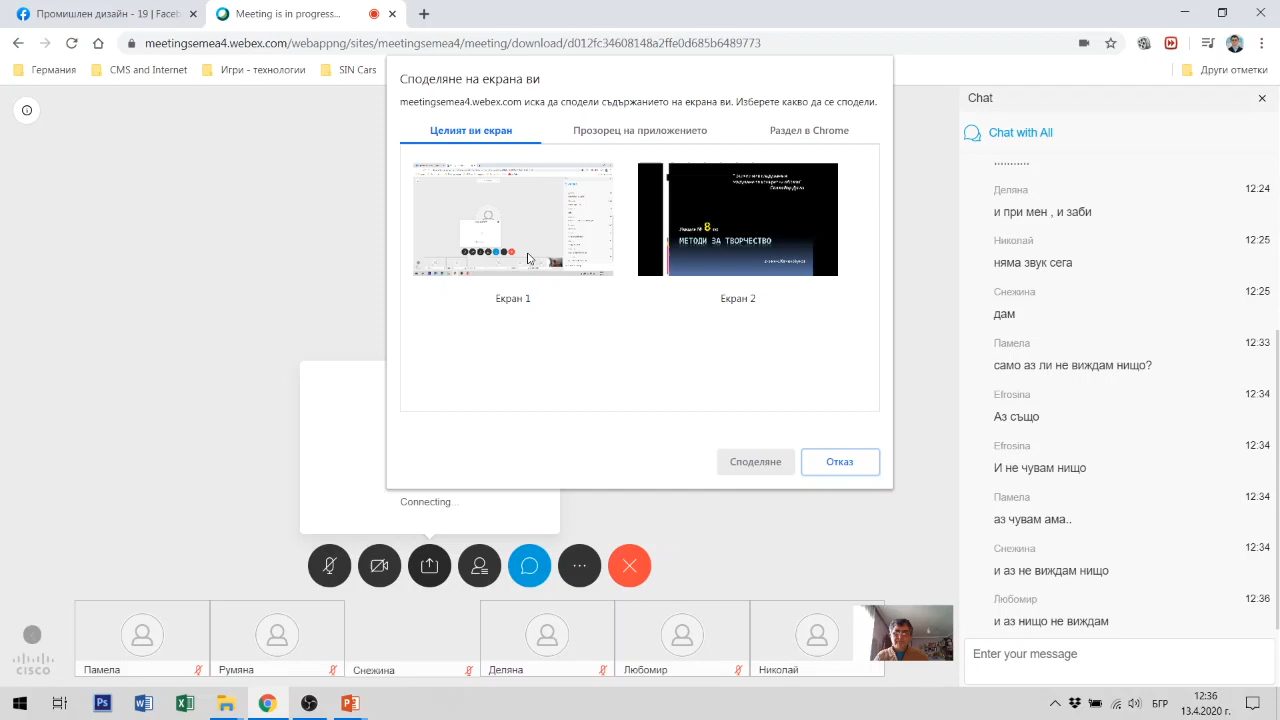 Промишлен дизайн - 19 | Faceb
Meeting is in progress...
meetingsemea4.webex.com/webappng/sites/meetingsemea4/meeting/download/d012fc34608148a2ffe0d685b6489773
Германия
CMS and Internet
Игри - технологии
SIN Cars
Други отметки
Споделяне на екрана ви
meetingsemea4.webex.com иска да сподели съдържанието на екрана ви. Изберете какво да се сподели.
Целият ви екран
Прозорец на приложението
Раздел в Chrome
Лекция № 8 по
МЕТОДИ ЗА ТВОРЧЕСТВО
Екран 1
Екран 2
Споделяне
Отказ
Connecting...
Chat
Chat with All
...........
Деляна 12:24
и при мен , и заби
Николай 12:25
няма звук сега
Снежина 12:25
дам
Памела 12:33
само аз ли не виждам нищо?
Efrosina 12:34
Аз също
Efrosina 12:34
И не чувам нищо
Памела 12:34
аз чувам ама..
Снежина 12:34
и аз не виждам нищо
Любомир 12:36
и аз нищо не виждам
Enter your message
CISCO
Памела
Румяна
Снежина
Деляна
Любомир
Николай
БГР
12:36
13.4.2020 г.